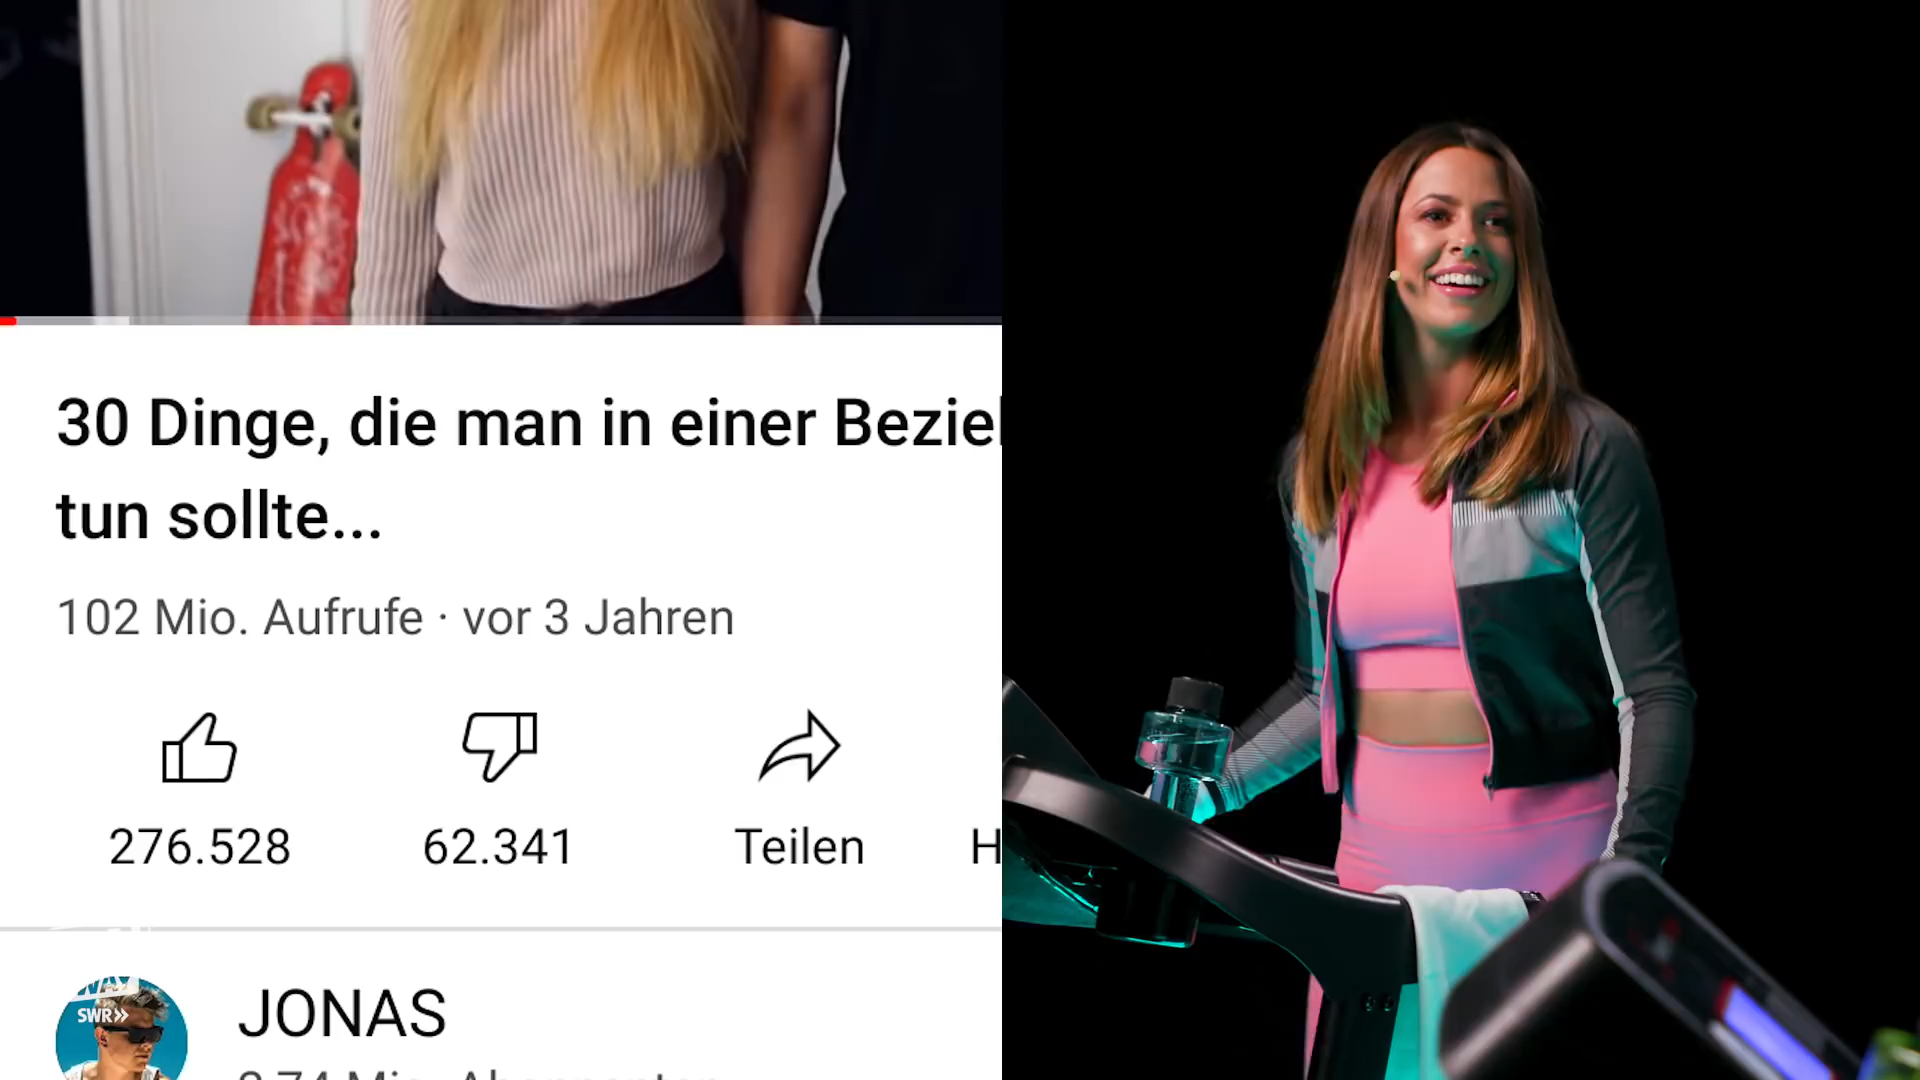 30 Dinge, die man in einer
tun sollte...
102 Mio. Aufrufe · vor 3 Jahren
276.528
62.341
Teilen
JONAS
SWR»